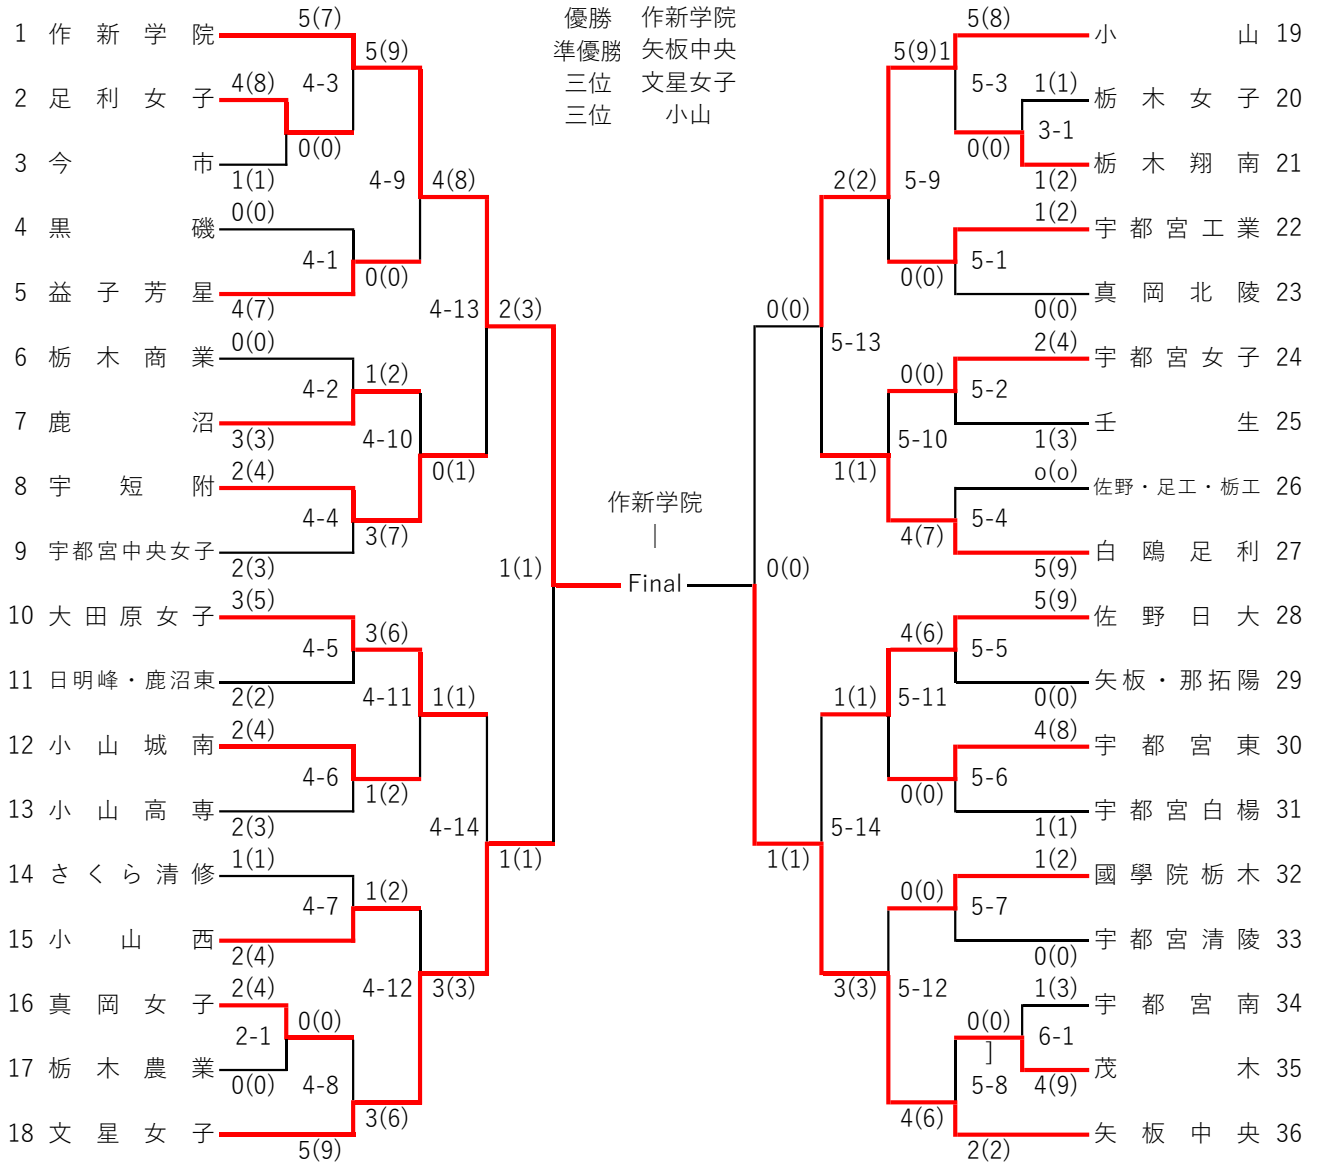 優勝 作新学院
準優勝 矢板中央
三位 文星女子
三位 小山
5(7)
1 作新学院
5(9)
4(8)
4-3
2 足利女子
0(0)
3 今市
1(1)
4-9
4(8)
0(0)
4 黒磯
4-1
0(0)
5 益子芳星
4(7)
4-13
2(3)
0(0)
6 栃木商業
1(2)
4-2
7 鹿沼
3(3)
4-10
2(4)
0(1)
8 宇短附
4-4
3(7)
9 宇都宮中央女子
2(3)
1(1)
3(5)
10 大田原女子
3(6)
4-5
11 日明峰・鹿沼東
2(2)
4-11
1(1)
2(4)
12 小山城南
4-6
1(2)
13 小山高専
2(3)
4-14
1(1)
1(1)
14 さくら清修
1(2)
4-7
15 小山西
2(4)
4-12
3(3)
2(4)
16 真岡女子
0(0)
2-1
17 栃木農業
0(0)
4-8
3(6)
18 文星女子
5(9)
作新学院
|
Final
5(8)
小山 19
5(9)1
5-3
1(1)
栃木女子 20
3-1
0(0)
栃木翔南 21
1(2)
2(2)
5-9
1(2)
宇都宮工業 22
5-1
0(0)
真岡北陵 23
0(0)
0(0)
5-13
2(4)
宇都宮女子 24
0(0)
5-2
壬生 25
1(3)
5-10
1(1)
o(o)
佐野・足工・栃工 26
5-4
4(7)
白鴎足利 27
5(9)
0(0)
5(9)
佐野日大 28
4(6)
5-5
矢板・那拓陽 29
0(0)
1(1)
5-11
4(8)
宇都宮東 30
5-6
0(0)
宇都宮白楊 31
1(1)
5-14
1(1)
1(2)
國學院栃木 32
0(0)
5-7
宇都宮清陵 33
0(0)
3(3)
5-12
1(3)
宇都宮南 34
0(0)
6-1
]
茂木 35
5-8
4(9)
4(6)
矢板中央 36
2(2)